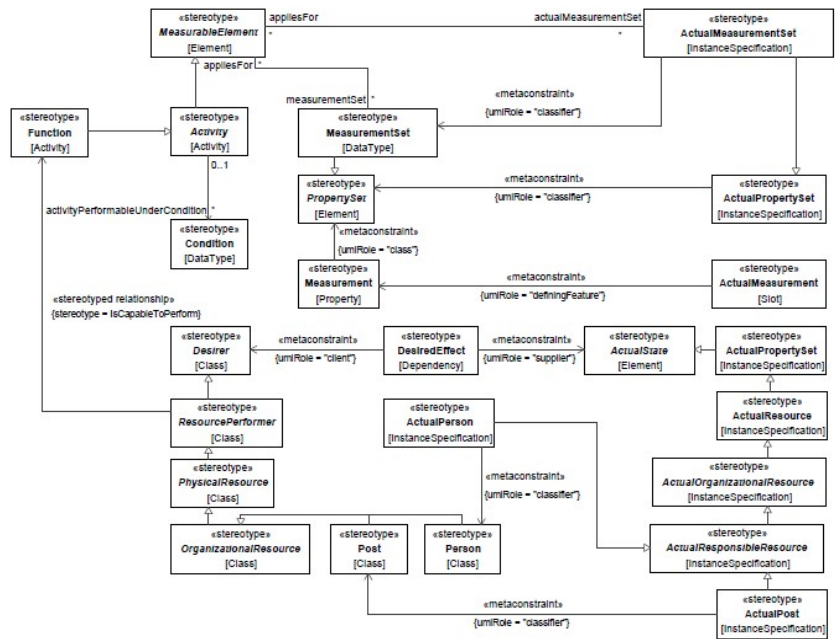 «stereotype»
MeasurableElement
[Element]
appliesFor
*
actualMeasurementSet
*
«stereotype»
ActualMeasurementSet
[InstanceSpecification]
appliesFor *
measurementSet *
«metaconstraint»
{umlRole = "classifier"}
«stereotype»
Function
[Activity]
«stereotype»
Activity
[Activity]
0..1
«stereotype»
MeasurementSet
[DataType]
«stereotype»
PropertySet
[Element]
«metaconstraint»
{umlRole = "classifier"}
«stereotype»
ActualPropertySet
[InstanceSpecification]
activityPerformableUnderCondition *
«stereotype»
Condition
[DataType]
«metaconstraint»
{umlRole = "class"}
«stereotype»
Measurement
[Property]
«metaconstraint»
{umlRole = "definingFeature"}
«stereotype»
ActualMeasurement
[Slot]
«stereotyped relationship»
{stereotype = IsCapableToPerform}
«stereotype»
Desirer
[Class]
«metaconstraint»
{umlRole = "client"}
«stereotype»
DesiredEffect
[Dependency]
«metaconstraint»
{umlRole = "supplier"}
«stereotype»
ActualState
[Element]
«stereotype»
ActualPropertySet
[InstanceSpecification]
«stereotype»
ResourcePerformer
[Class]
«stereotype»
ActualPerson
[InstanceSpecification]
«stereotype»
ActualResource
[InstanceSpecification]
«stereotype»
PhysicalResource
[Class]
«metaconstraint»
{umlRole = "classifier"}
«stereotype»
ActualOrganizationalResource
[InstanceSpecification]
«stereotype»
OrganizationalResource
[Class]
«stereotype»
Post
[Class]
«stereotype»
Person
[Class]
«stereotype»
ActualResponsibleResource
[InstanceSpecification]
«metaconstraint»
{umlRole = "classifier"}
«stereotype»
ActualPost
[InstanceSpecification]